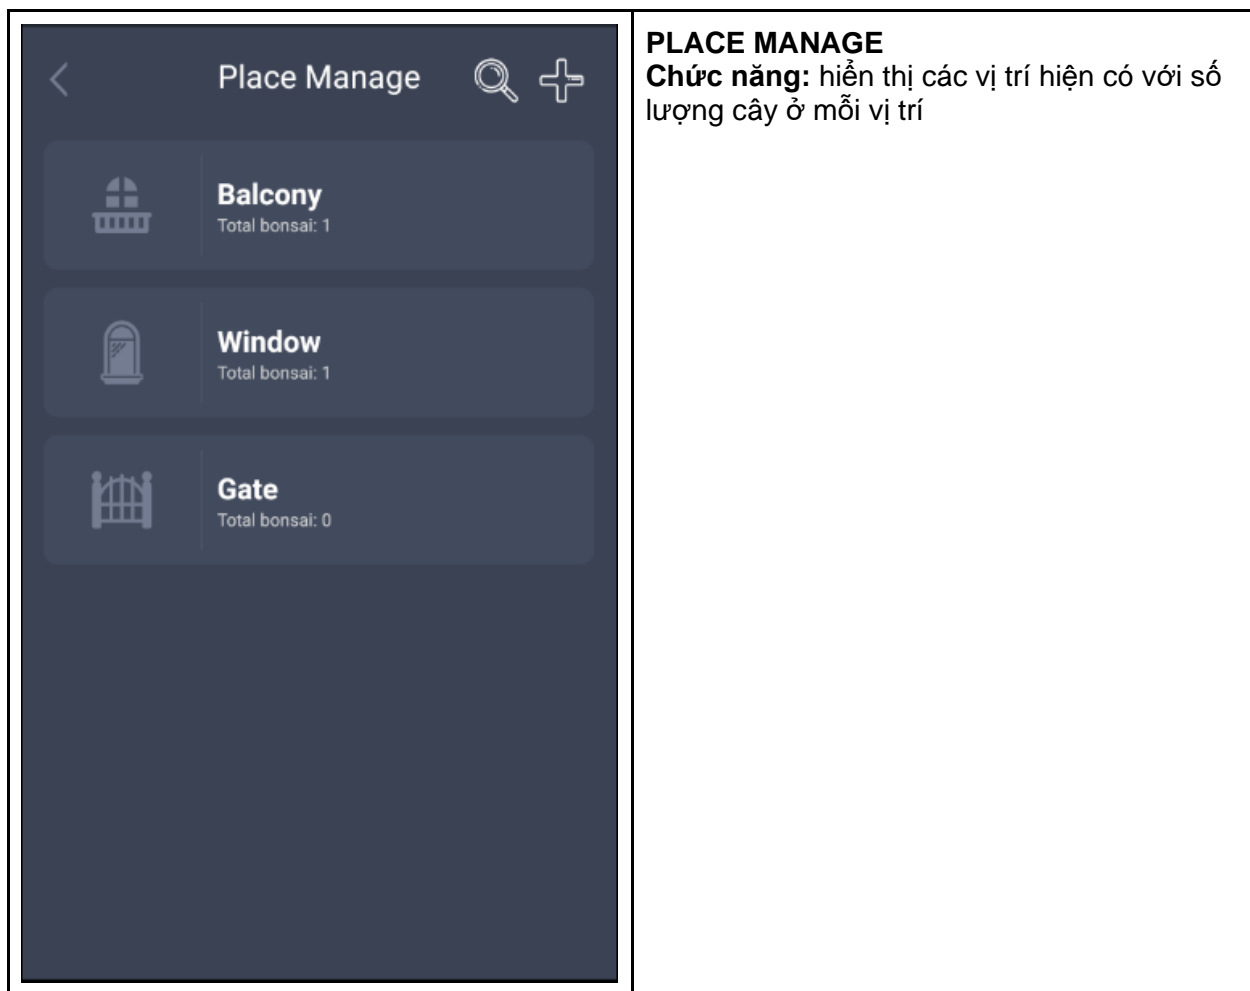 Place Manage
Balcony
Total bonsai: 1
Window
Total bonsai: 1
Gate
Total bonsai: 0
PLACE MANAGE
Chức năng: hiển thị các vị trí hiện có với số
lượng cây ở mỗi vị trí